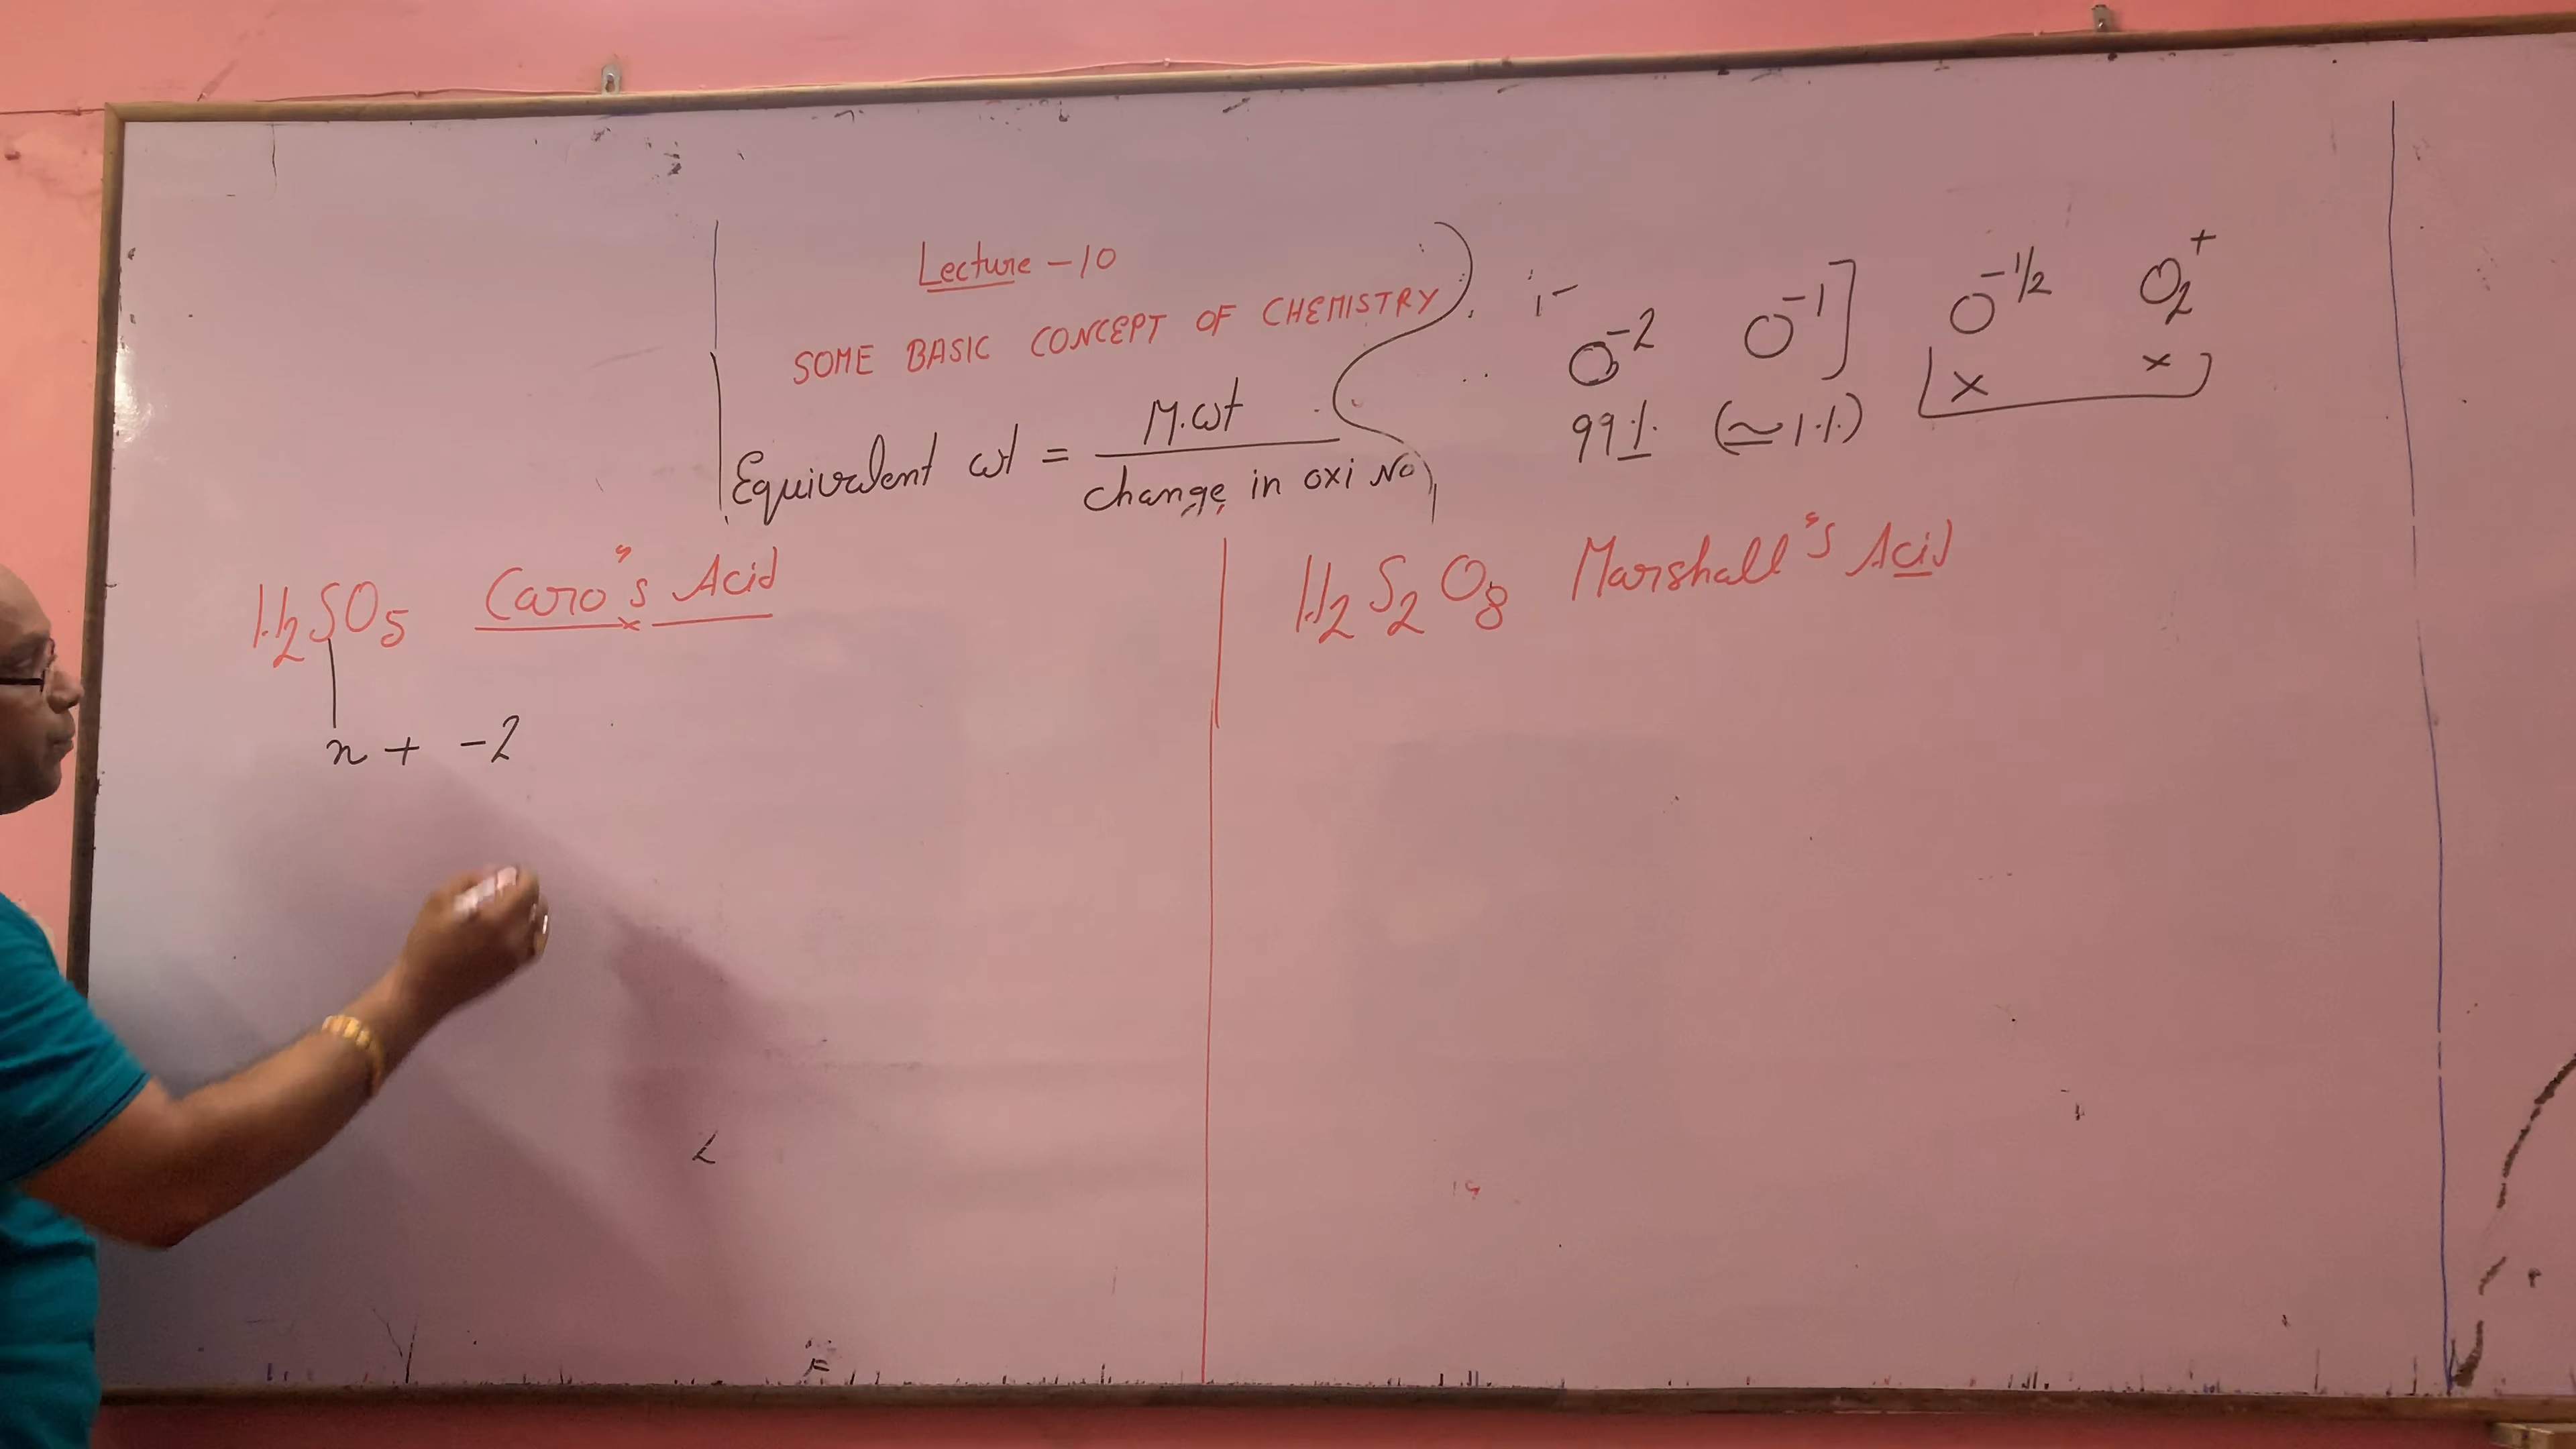 Lecture - 10
SOME BASIC CONCEPT OF CHEMISTRY
Equivalent wt = M.wt / change in oxi No
O⁻² O⁻¹] O⁻¹/² O₂⁺
99% (≃1%) x x
H₂SO₅ Caro's Acid
n + -2
H₂S₂O₈ Marshall's Acid